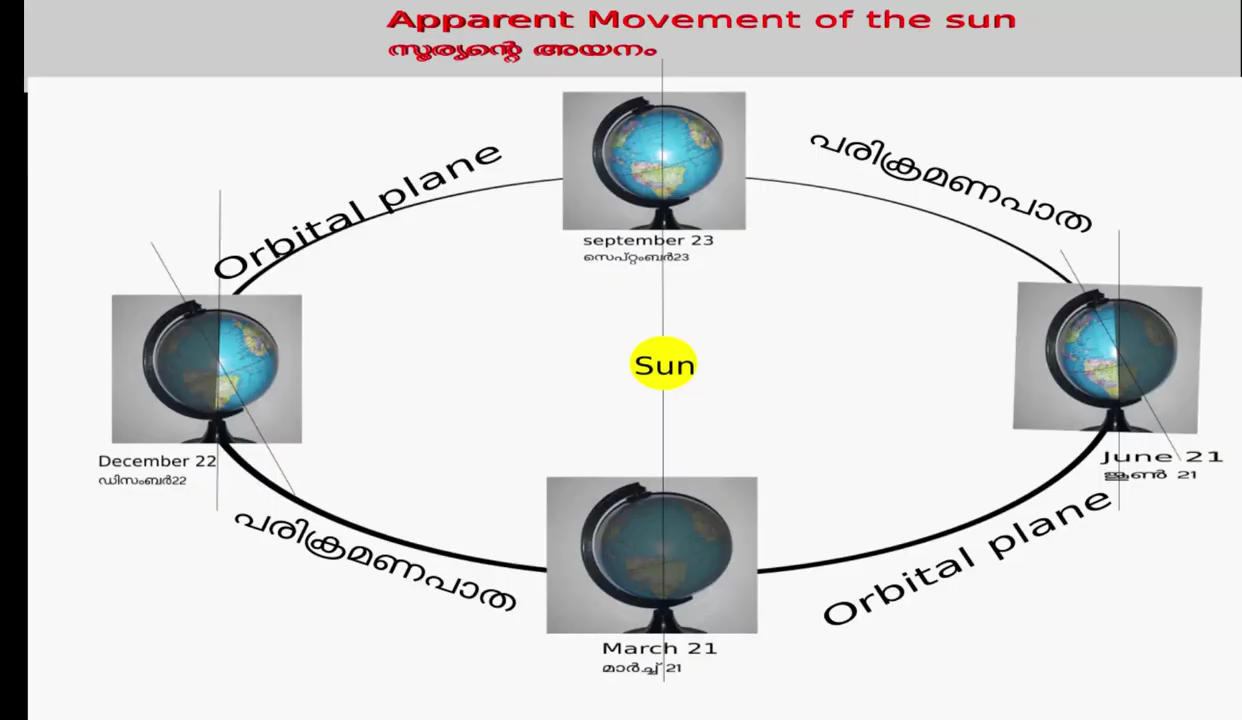 Apparent Movement of the sun
സൂര്യന്റെ അയനം
Orbital plane
പരിക്രമണപാത
september 23
സെപ്റ്റംബർ23
Sun
December 22
ഡിസംബർ22
June 21
ജൂൺ 21
പരിക്രമണപാത
Orbital plane
March 21
മാർച്ച് 21